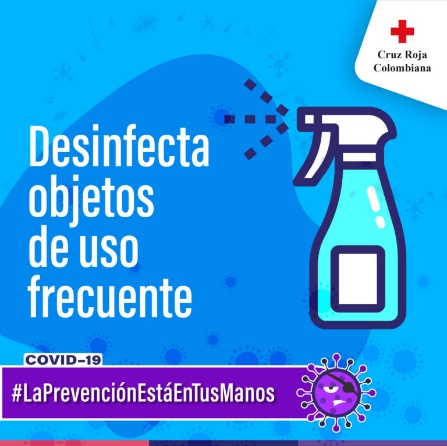 Cruz Roja
Colombiana
Desinfecta
objetos
de uso
frecuente
COVID-19
#LaPrevenciónEstáEnTusManos